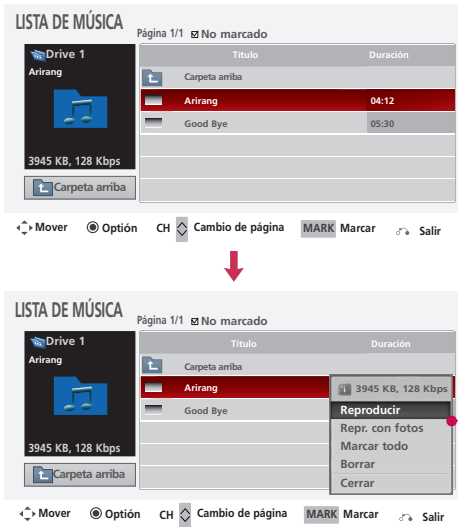 LISTA DE MÚSICA
Página 1/1 No marcado
Drive 1
Arirang
3945 KB, 128 Kbps
Carpeta arriba
Título Duración
Carpeta arriba
Arirang 04:12
Good Bye 05:30
Mover Optión CH Cambio de página MARK Marcar Salir
LISTA DE MÚSICA
Página 1/1 No marcado
Drive 1
Arirang
3945 KB, 128 Kbps
Carpeta arriba
Título Duración
Carpeta arriba
Arirang
Good Bye
3945 KB, 128 Kbps
Reproducir
Repr. con fotos
Marcar todo
Borrar
Cerrar
Mover Optión CH Cambio de página MARK Marcar Salir